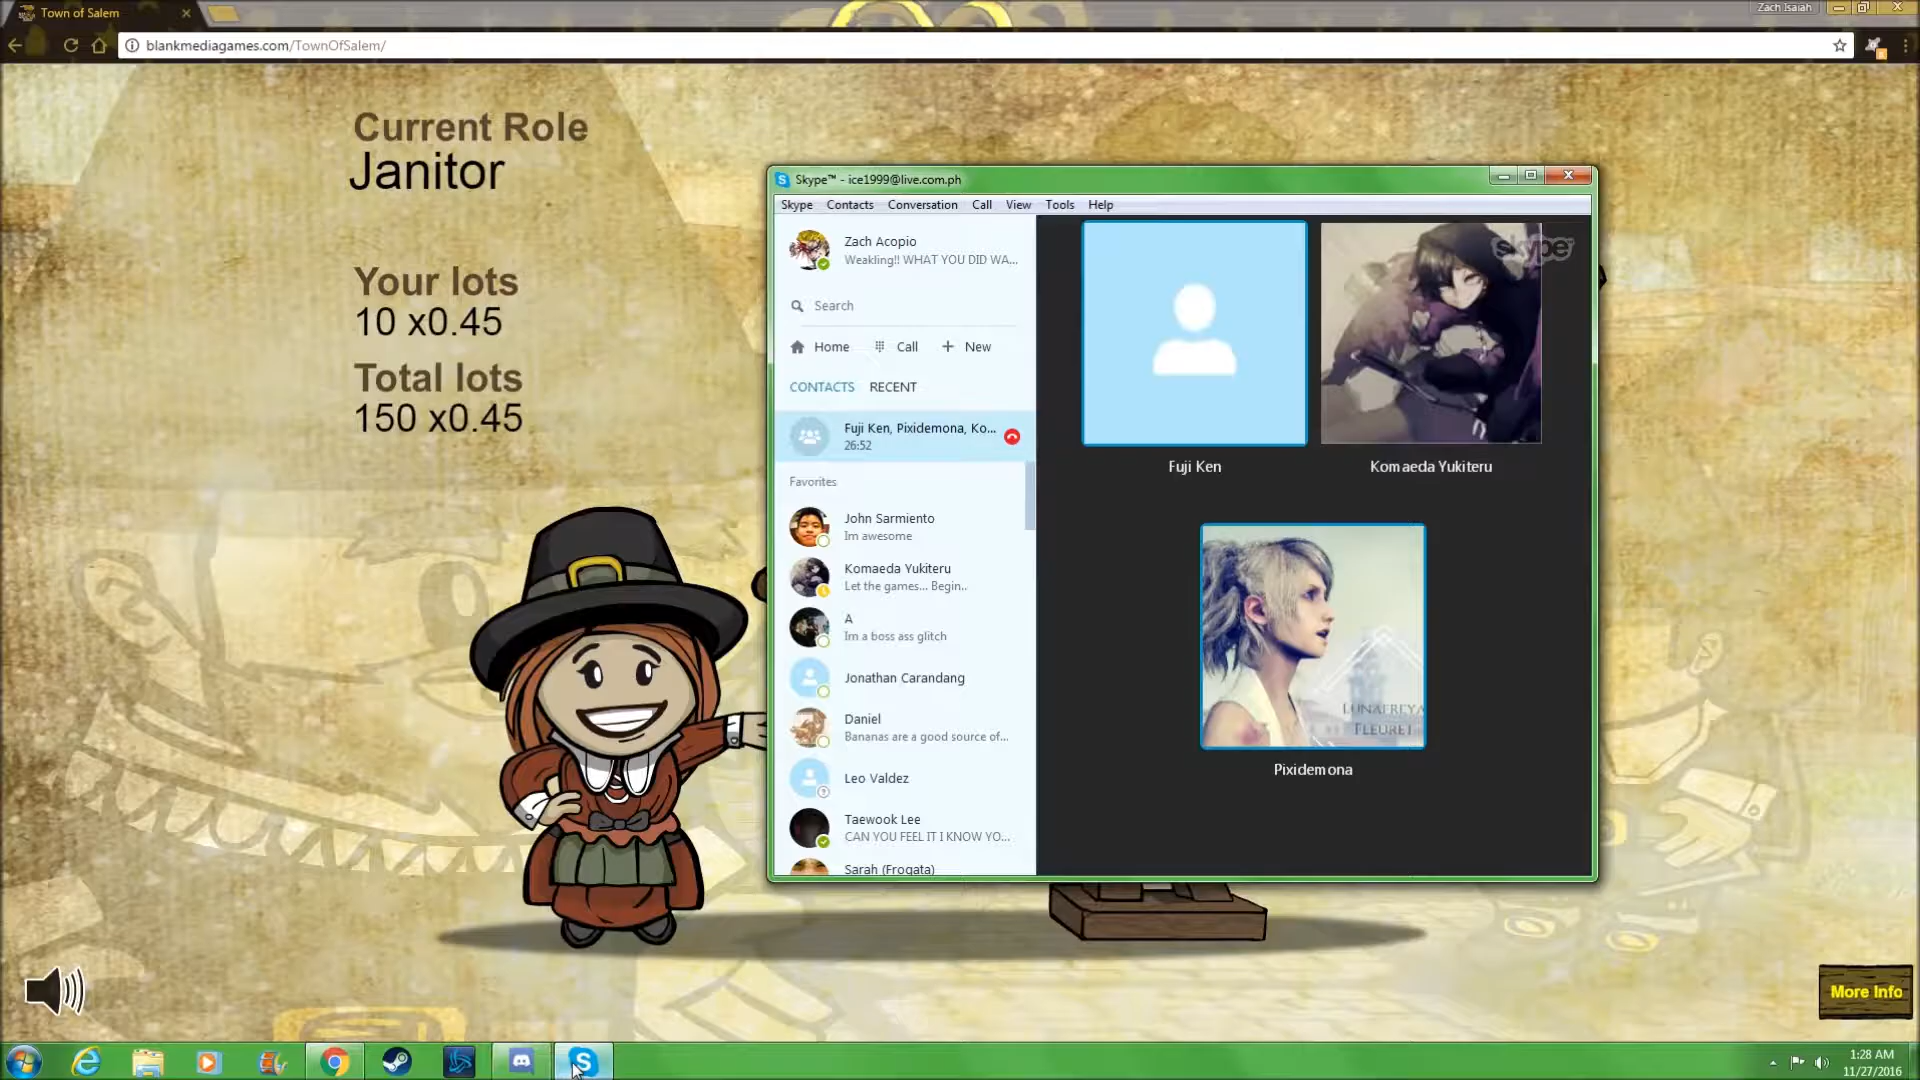 Town of Salem
Zach Isaiah
blankmediagames.com/TownOfSalem/
Current Role
Janitor
Your lots
10 x0.45
Total lots
150 x0.45
Skype™ - ice1999@live.com.ph
Skype Contacts Conversation Call View Tools Help
Zach Acopio
Weakling!! WHAT YOU DID WA...
Search
Home Call New
CONTACTS RECENT
Fuji Ken, Pixidemona, Ko...
26:52
Favorites
John Sarmiento
Im awesome
Komaeda Yukiteru
Let the games... Begin..
A
Im a boss ass glitch
Jonathan Carandang
Daniel
Bananas are a good source of...
Leo Valdez
Taewook Lee
CAN YOU FEEL IT I KNOW YO...
Sarah (Frogata)
skype
Fuji Ken
Komaeda Yukiteru
LUNAFREYA
FLEURET
Pixidemona
More Info
1:28 AM
11/27/2016